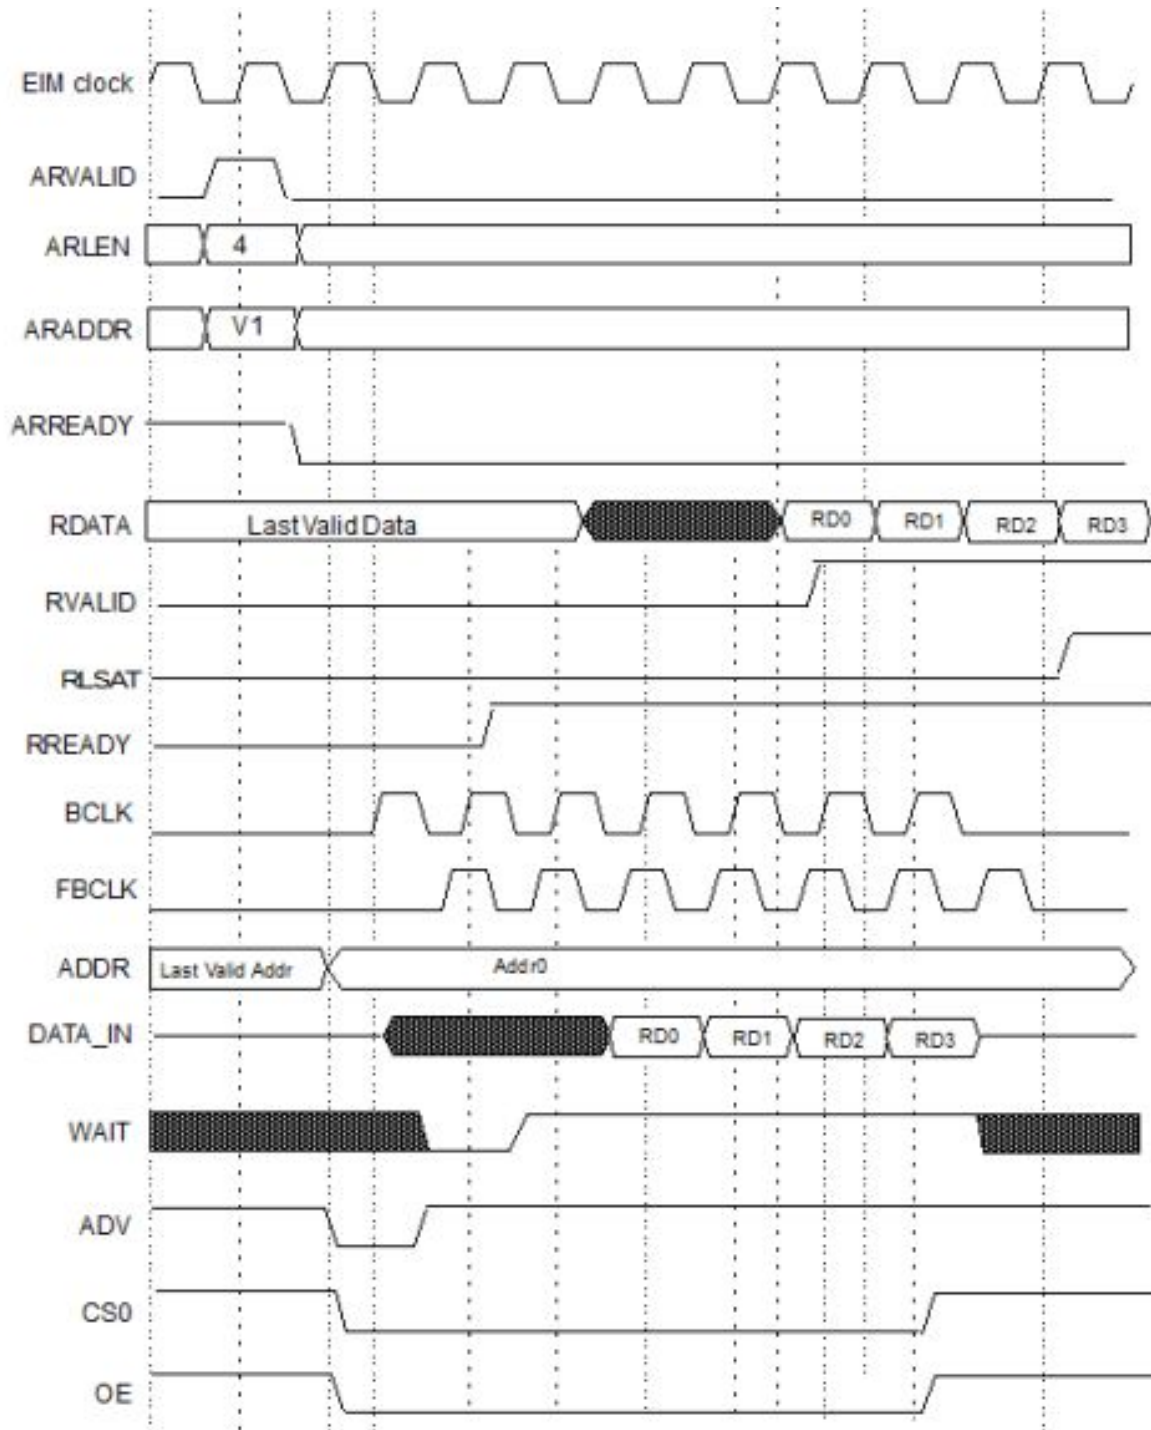 EIM clock
ARVALID
ARLEN 4
ARADDR V1
ARREADY
RDATA Last Valid Data RD0 RD1 RD2 RD3
RVALID
RLSAT
RREADY
BCLK
FBCLK
ADDR Last Valid Addr Addr0
DATA_IN RD0 RD1 RD2 RD3
WAIT
ADV
CS0
OE